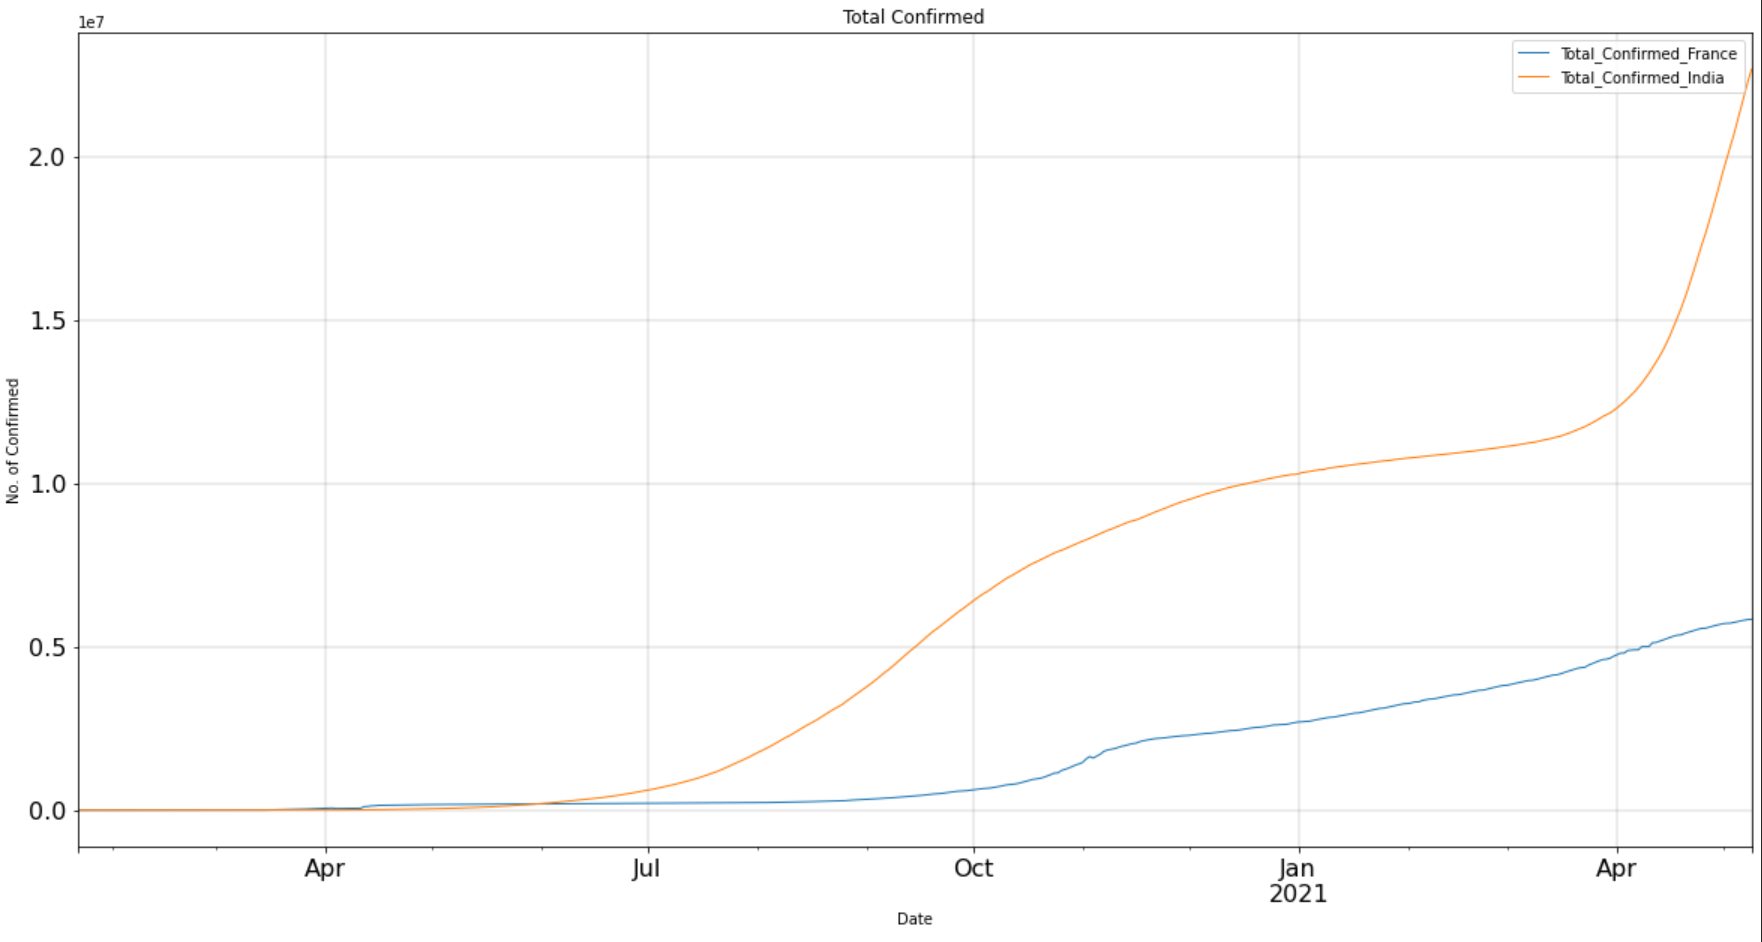 Total Confirmed
1e7
Total_Confirmed_France
Total_Confirmed_India
2.0
1.5
1.0
0.5
0.0
No. of Confirmed
Apr
Jul
Oct
Jan
2021
Apr
Date